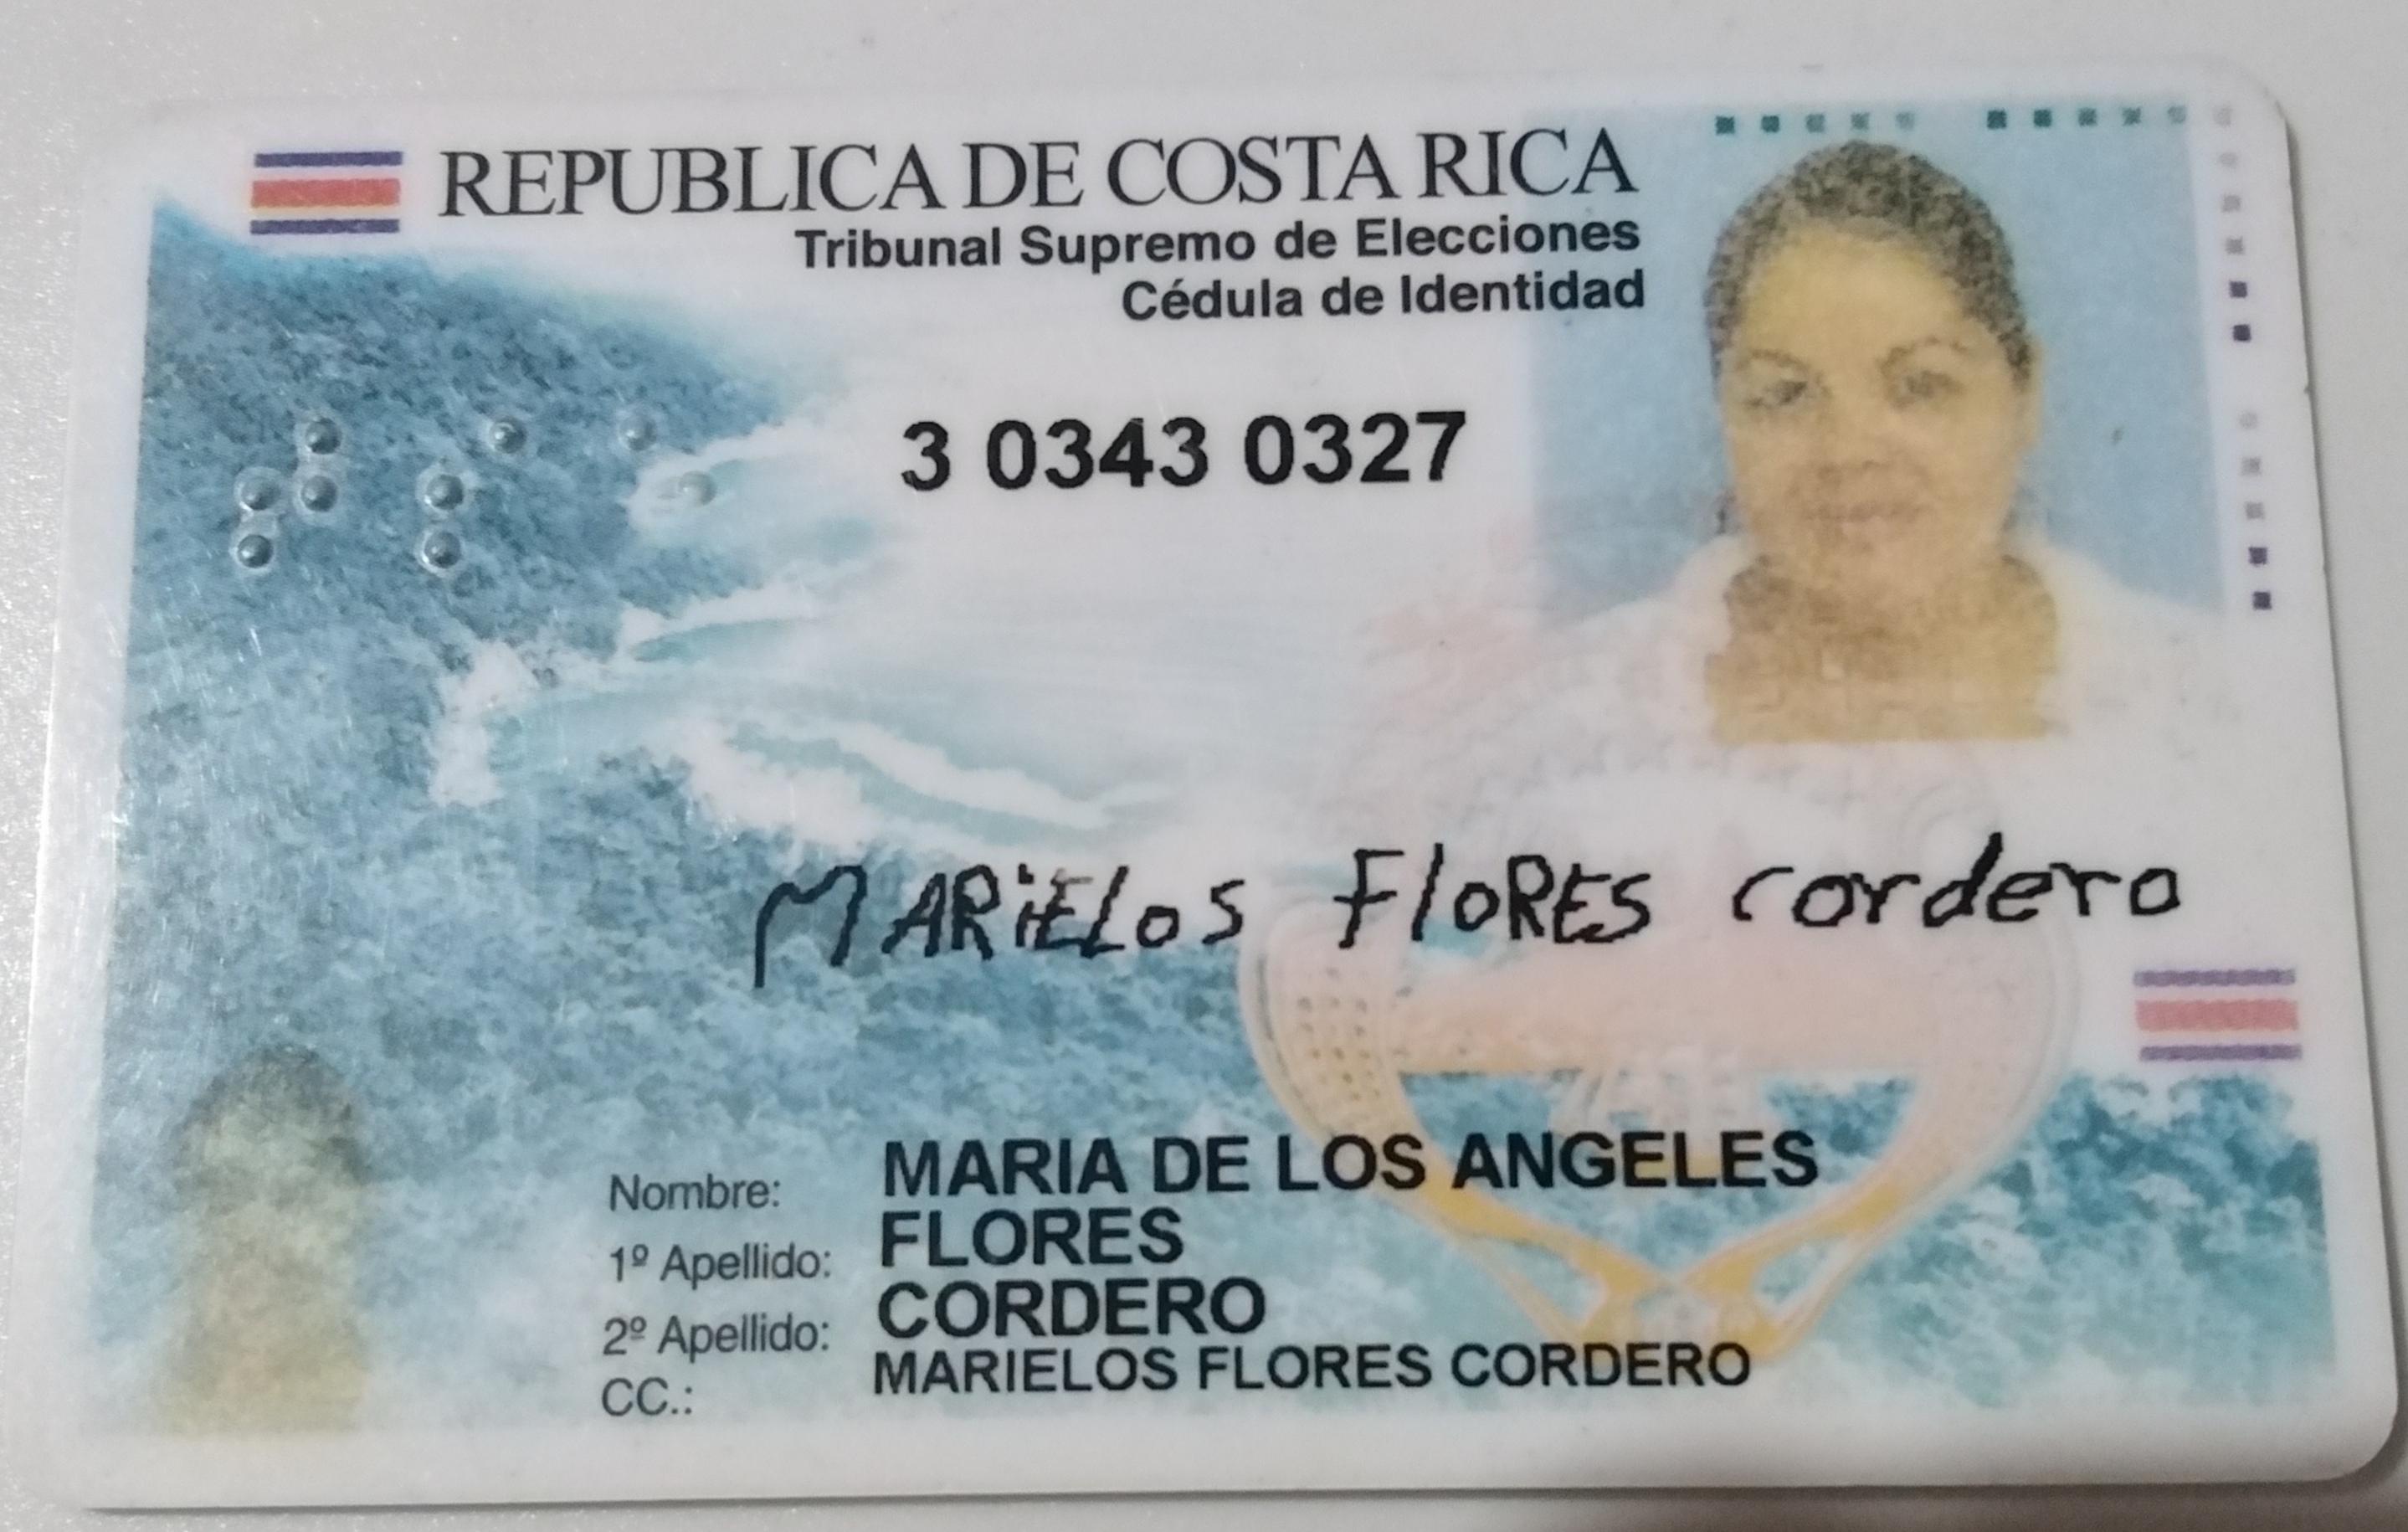 REPUBLICA DE COSTA RICA
Tribunal Supremo de Elecciones
Cédula de Identidad
3 0343 0327
MARiELoS FloRES cordero
Nombre: MARIA DE LOS ANGELES
1º Apellido: FLORES
2º Apellido: CORDERO
CC.: MARIELOS FLORES CORDERO